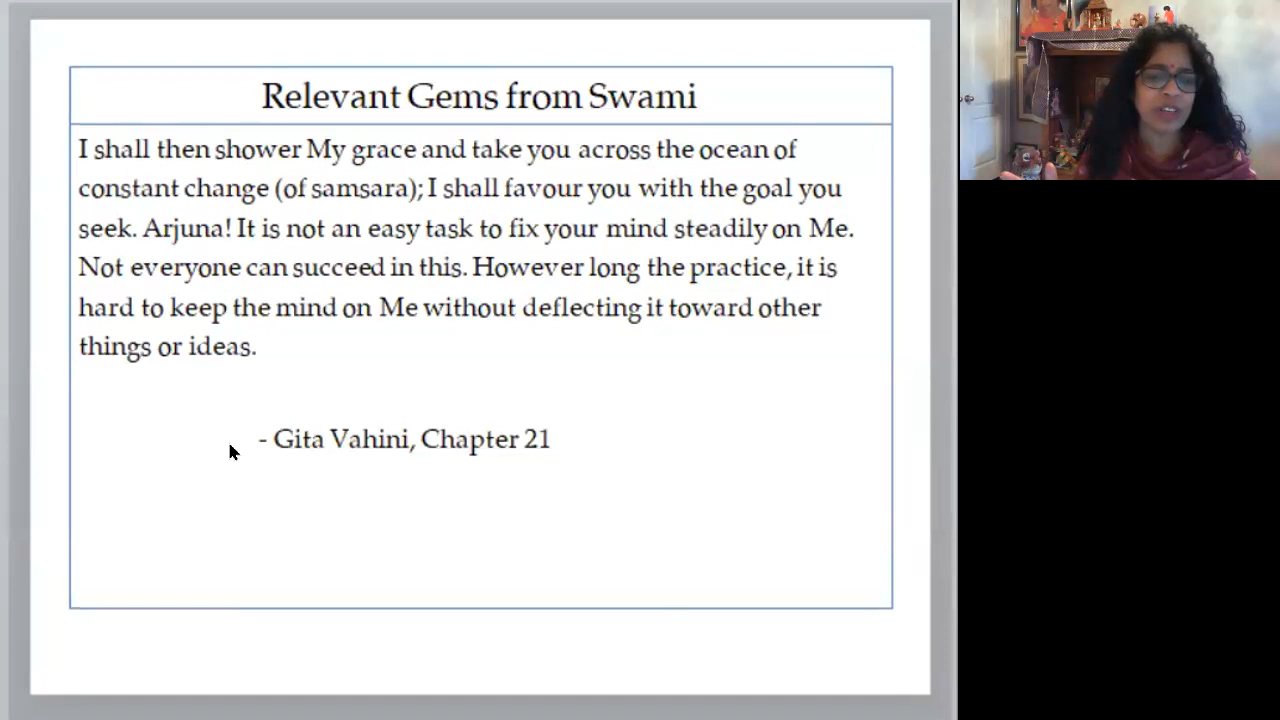 Relevant Gems from Swami
I shall then shower My grace and take you across the ocean of
constant change (of samsara); I shall favour you with the goal you
seek. Arjuna! It is not an easy task to fix your mind steadily on Me.
Not everyone can succeed in this. However long the practice, it is
hard to keep the mind on Me without deflecting it toward other
things or ideas.
- Gita Vahini, Chapter 21